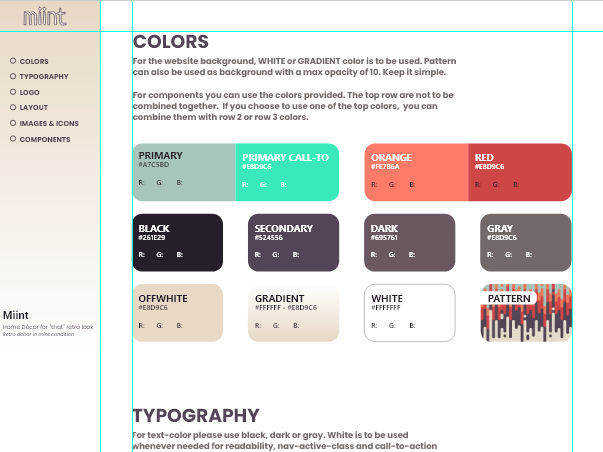 miint
COLORS
TYPOGRAPHY
LOGO
LAYOUT
IMAGES & ICONS
COMPONENTS
Miint
Home Décor for "that" retro look
Retro decor in mint condition
COLORS
For the website background, WHITE or GRADIENT color is to be used. Pattern
can also be used as background with a max opacity of 10. Keep it simple.
For components you can use the colors provided. The top row are not to be
combined together. If you choose to use one of the top colors, you can
combine them with row 2 or row 3 colors.
PRIMARY
#A7C5BD
R: G: B:
PRIMARY CALL-TO
#E8D9C6
R: G: B:
ORANGE
#FE7B6A
R: G: B:
RED
#E8D9C6
R: G: B:
BLACK
#261E29
R: G: B:
SECONDARY
#524556
R: G: B:
DARK
#695761
R: G: B:
GRAY
#E8D9C6
R: G: B:
OFFWHITE
#E8D9C6
R: G: B:
GRADIENT
#FFFFFF - #E8D9C6
R: G: B:
WHITE
#FFFFFFF
R: G: B:
PATTERN
TYPOGRAPHY
For text-color please use black, dark or gray. White is to be used
whenever needed for readability, nav-active-class and call-to-action